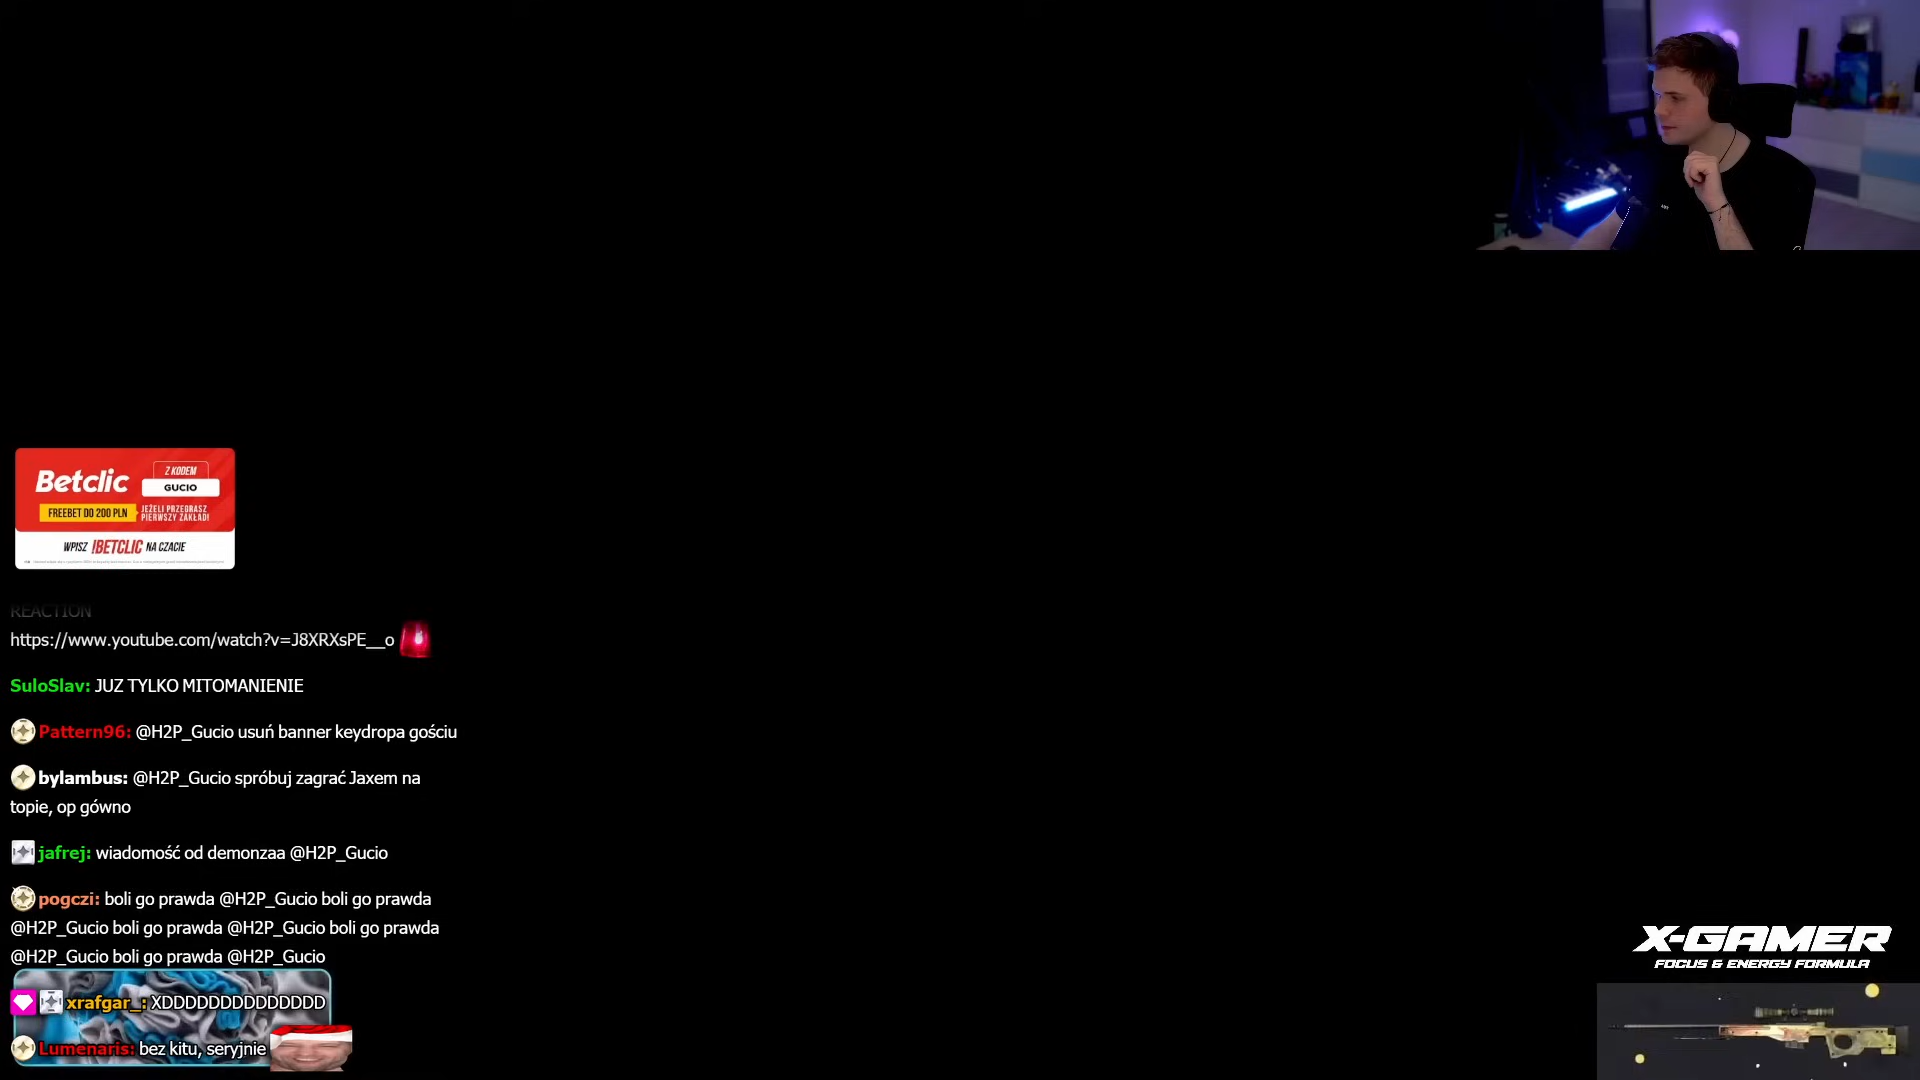 Betclic
Z KODEM
GUCIO
FREEBET DO 200 PLN
JEŻELI PRZEGRASZ
PIERWSZY ZAKŁAD!
WPISZ !BETCLIC NA CZACIE
REACTION
https://www.youtube.com/watch?v=J8XRXsPE__o
SuloSlav: JUZ TYLKO MITOMANIENIE
Pattern96: @H2P_Gucio usuń banner keydropa gościu
bylambus: @H2P_Gucio spróbuj zagrać Jaxem na
topie, op gówno
jafrej: wiadomość od demonzaa @H2P_Gucio
pogczi: boli go prawda @H2P_Gucio boli go prawda
@H2P_Gucio boli go prawda @H2P_Gucio boli go prawda
@H2P_Gucio boli go prawda @H2P_Gucio
xrafgar_: XDDDDDDDDDDDDDD
Lumenaris: bez kitu, seryjnie
X-GAMER
FOCUS & ENERGY FORMULA